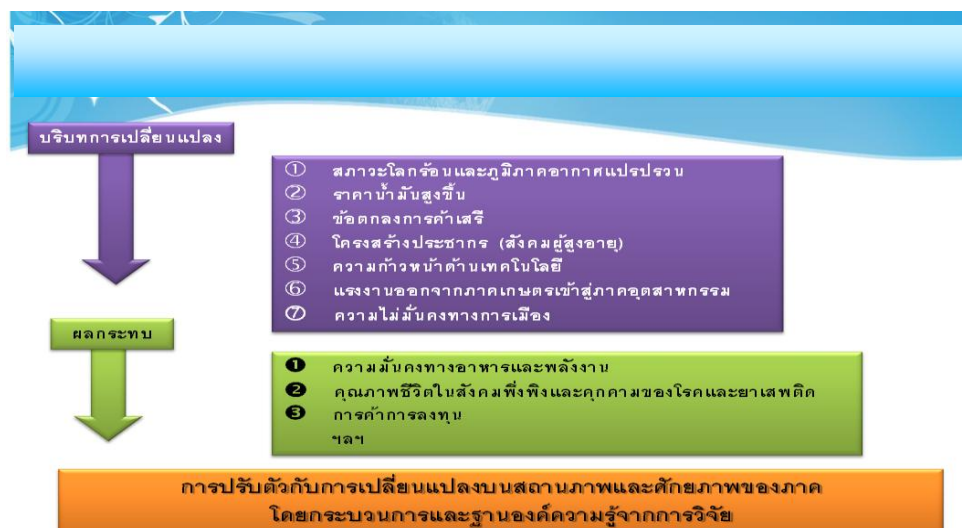 บริบทการเปลี่ยนแปลง
① สภาวะโลกร้อนและภูมิภาคอากาศแปรปรวน
② ราคาน้ำมันสูงขึ้น
③ ข้อตกลงการค้าเสรี
④ โครงสร้างประชากร (สังคมผู้สูงอายุ)
⑤ ความก้าวหน้าด้านเทคโนโลยี
⑥ แรงงานออกจากภาคเกษตรเข้าสู่ภาคอุตสาหกรรม
⑦ ความไม่มั่นคงทางการเมือง
ผลกระทบ
❶ ความมั่นคงทางอาหารและพลังงาน
❷ คุณภาพชีวิตในสังคมพึ่งพิงและคุกคามของโรคและยาเสพติด
❸ การค้าการลงทุน
ฯลฯ
การปรับตัวกับการเปลี่ยนแปลงบนสถานภาพและศักยภาพของภาค
โดยกระบวนการและฐานองค์ความรู้จากการวิจัย